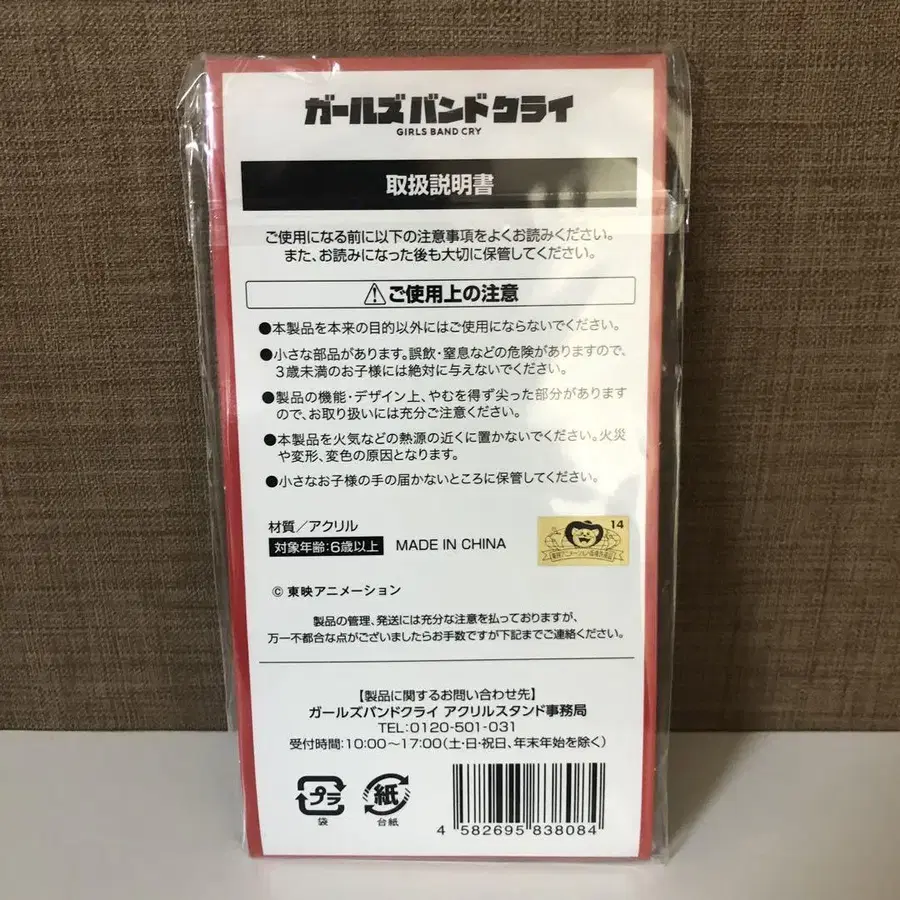 ガールズバンドクライ
GIRLS BAND CRY
取扱説明書
ご使用になる前に以下の注意事項をよくお読みください。
また、お読みになった後も大切に保管してください。
⚠ご使用上の注意
●本製品を本来の目的以外にはご使用にならないでください。
●小さな部品があります。誤飲・窒息などの危険がありますので、
3歳未満のお子様には絶対に与えないでください。
●製品の機能・デザイン上、やむを得ず尖った部分があります
ので、お取り扱いには充分ご注意ください。
●本製品を火気などの熱源の近くに置かないでください。火災
や変形、変色の原因となります。
●小さなお子様の手の届かないところに保管してください。
材質/アクリル
対象年齢:6歳以上 MADE IN CHINA
14
© 東映アニメーション
製品の管理、発送には充分な注意を払っておりますが、
万一不都合な点がございましたらお手数ですが下記までご連絡ください。
【製品に関するお問い合わせ先】
ガールズバンドクライ アクリルスタンド事務局
TEL:0120-501-031
受付時間:10:00〜17:00(土・日・祝日、年末年始を除く)
プラ
袋
紙
台紙
4 582695 838084